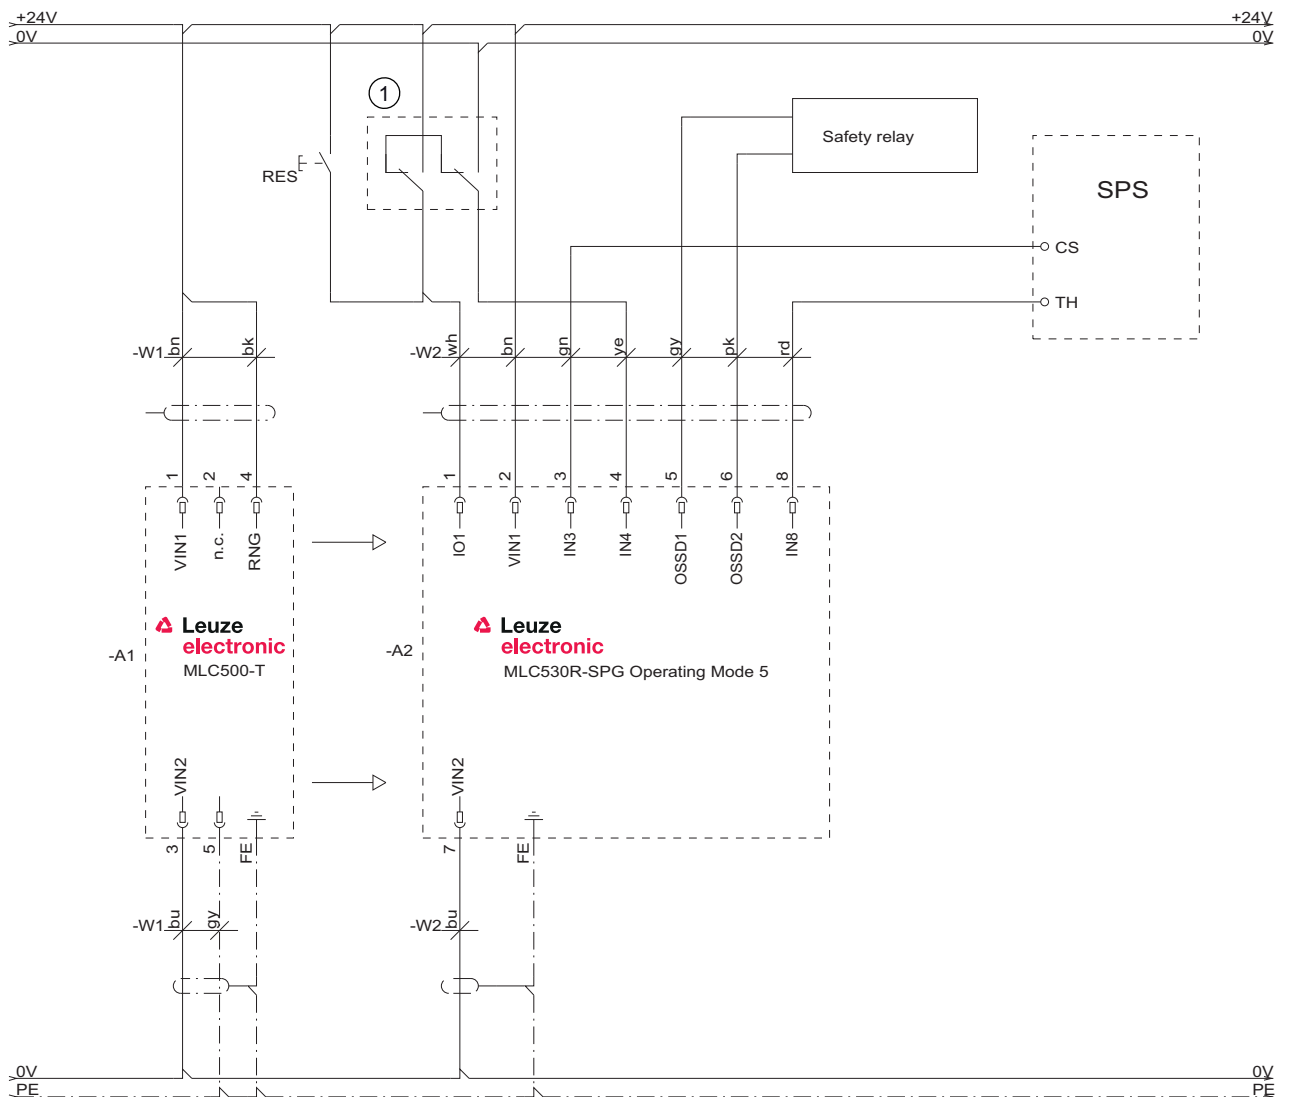 +24V +24V
0V 0V
1
Safety relay
RES
SPS
CS
TH
-W1 bn bk -W2 wh bn gn ye gy pk rd
1 2 4 1 2 3 4 5 6 8
VIN1 n.c. RNG IO1 VIN1 IN3 IN4 OSSD1 OSSD2 IN8
Leuze
electronic
MLC500-T
-A1
Leuze
electronic
MLC530R-SPG Operating Mode 5
-A2
VIN2 VIN2
3 5 FE 7 FE
-W1 bu gy -W2 bu
0V 0V
PE PE